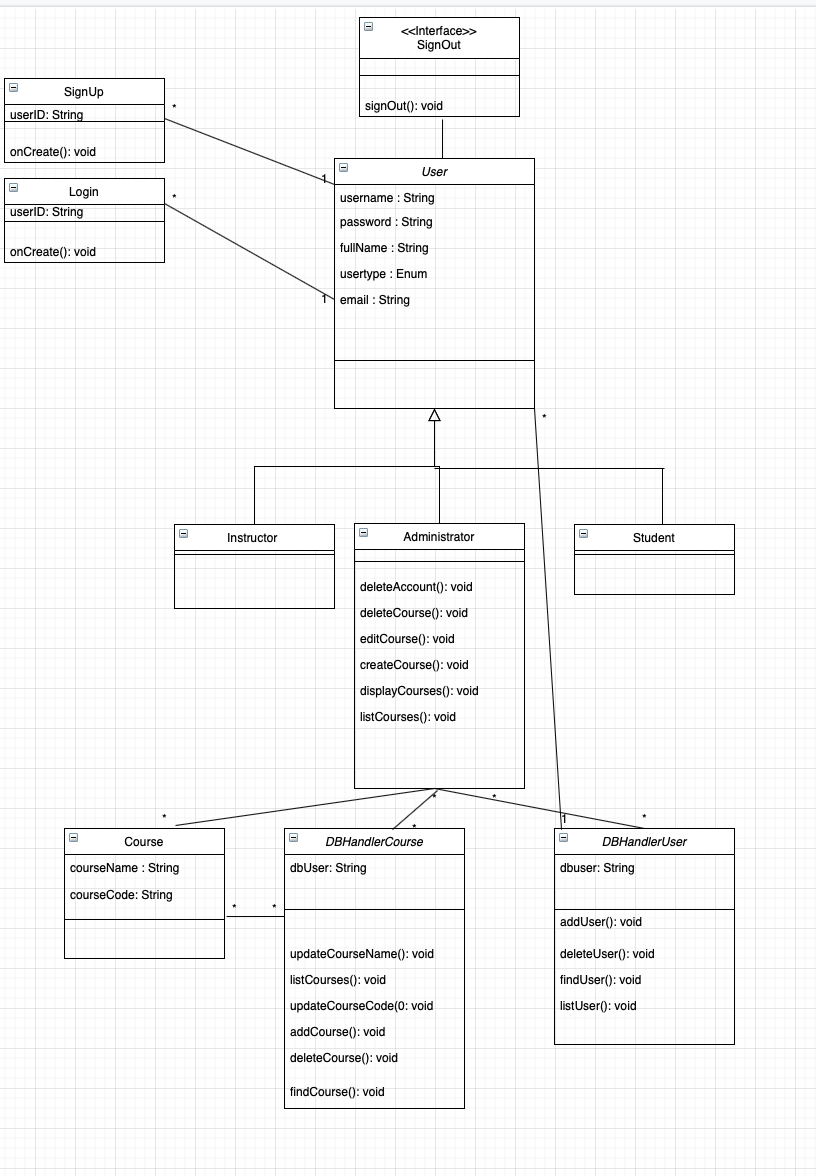 <<Interface>>
SignOut
signOut(): void
SignUp
userID: String
onCreate(): void
*
1
Login
userID: String
onCreate(): void
*
1
User
username : String
password : String
fullName : String
usertype : Enum
email : String
*
Instructor
Administrator
deleteAccount(): void
deleteCourse(): void
editCourse(): void
createCourse(): void
displayCourses(): void
listCourses(): void
Student
*
*
*
*
*
1
Course
courseName : String
courseCode: String
*
*
DBHandlerCourse
dbUser: String
updateCourseName(): void
listCourses(): void
updateCourseCode(0: void
addCourse(): void
deleteCourse(): void
findCourse(): void
DBHandlerUser
dbuser: String
addUser(): void
deleteUser(): void
findUser(): void
listUser(): void